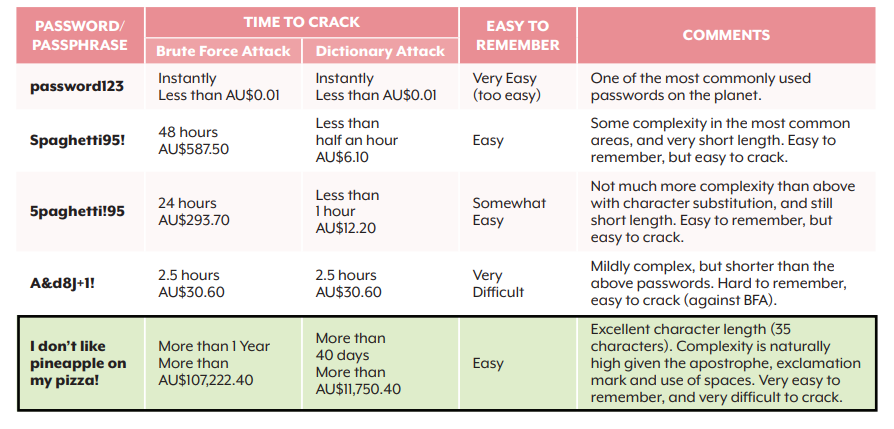 PASSWORD/
PASSPHRASE
TIME TO CRACK
Brute Force Attack
Dictionary Attack
EASY TO
REMEMBER
COMMENTS
password123
Instantly
Less than AU$0.01
Instantly
Less than AU$0.01
Very Easy
(too easy)
One of the most commonly used
passwords on the planet.
Spaghetti95!
48 hours
AU$587.50
Less than
half an hour
AU$6.10
Easy
Some complexity in the most common
areas, and very short length. Easy to
remember, but easy to crack.
5paghetti!95
24 hours
AU$293.70
Less than
1 hour
AU$12.20
Somewhat
Easy
Not much more complexity than above
with character substitution, and still
short length. Easy to remember, but
easy to crack.
A&d8J+1!
2.5 hours
AU$30.60
2.5 hours
AU$30.60
Very
Difficult
Mildly complex, but shorter than the
above passwords. Hard to remember,
easy to crack (against BFA).
I don’t like
pineapple on
my pizza!
More than 1 Year
More than
AU$107,222.40
More than
40 days
More than
AU$11,750.40
Easy
Excellent character length (35
characters). Complexity is naturally
high given the apostrophe, exclamation
mark and use of spaces. Very easy to
remember, and very difficult to crack.